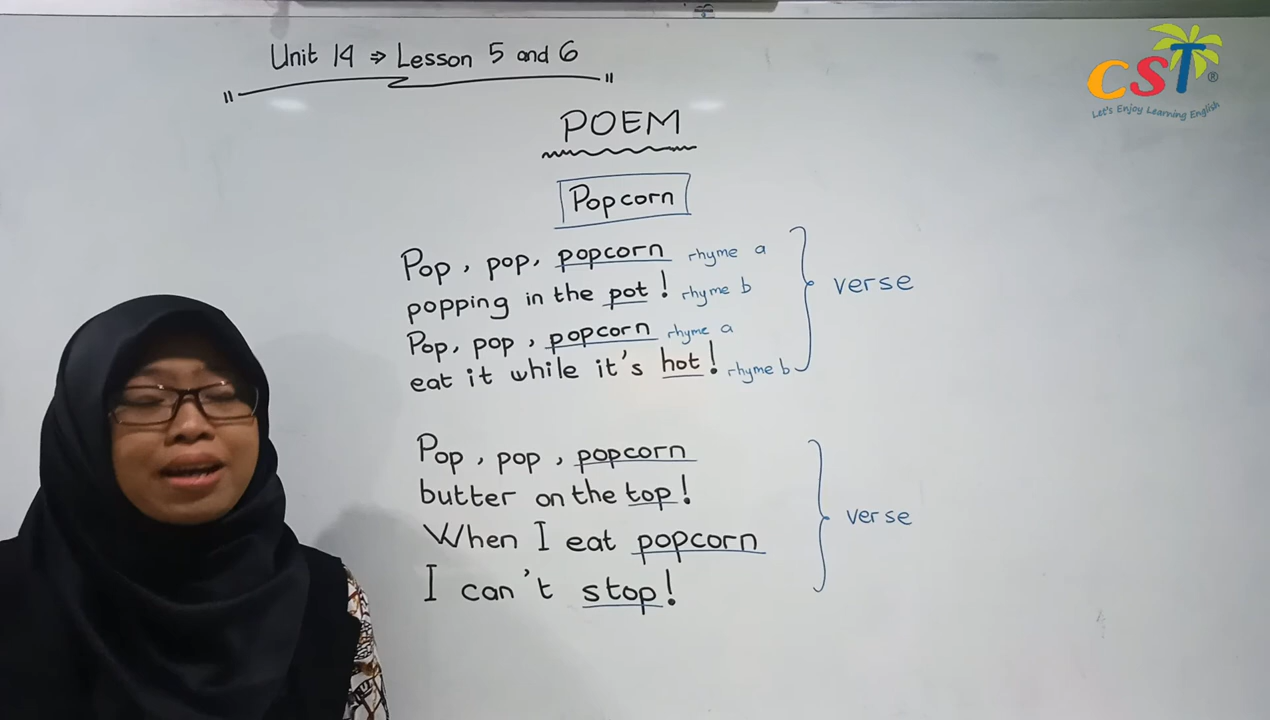 Unit 14 ⇒ Lesson 5 and 6
CST®
Let's Enjoy Learning English
POEM
Popcorn
Pop, pop, popcorn rhyme a
popping in the pot! rhyme b
Pop, pop, popcorn rhyme a
eat it while it's hot! rhyme b
verse
Pop, pop, popcorn
butter on the top!
When I eat popcorn
I can't stop!
verse